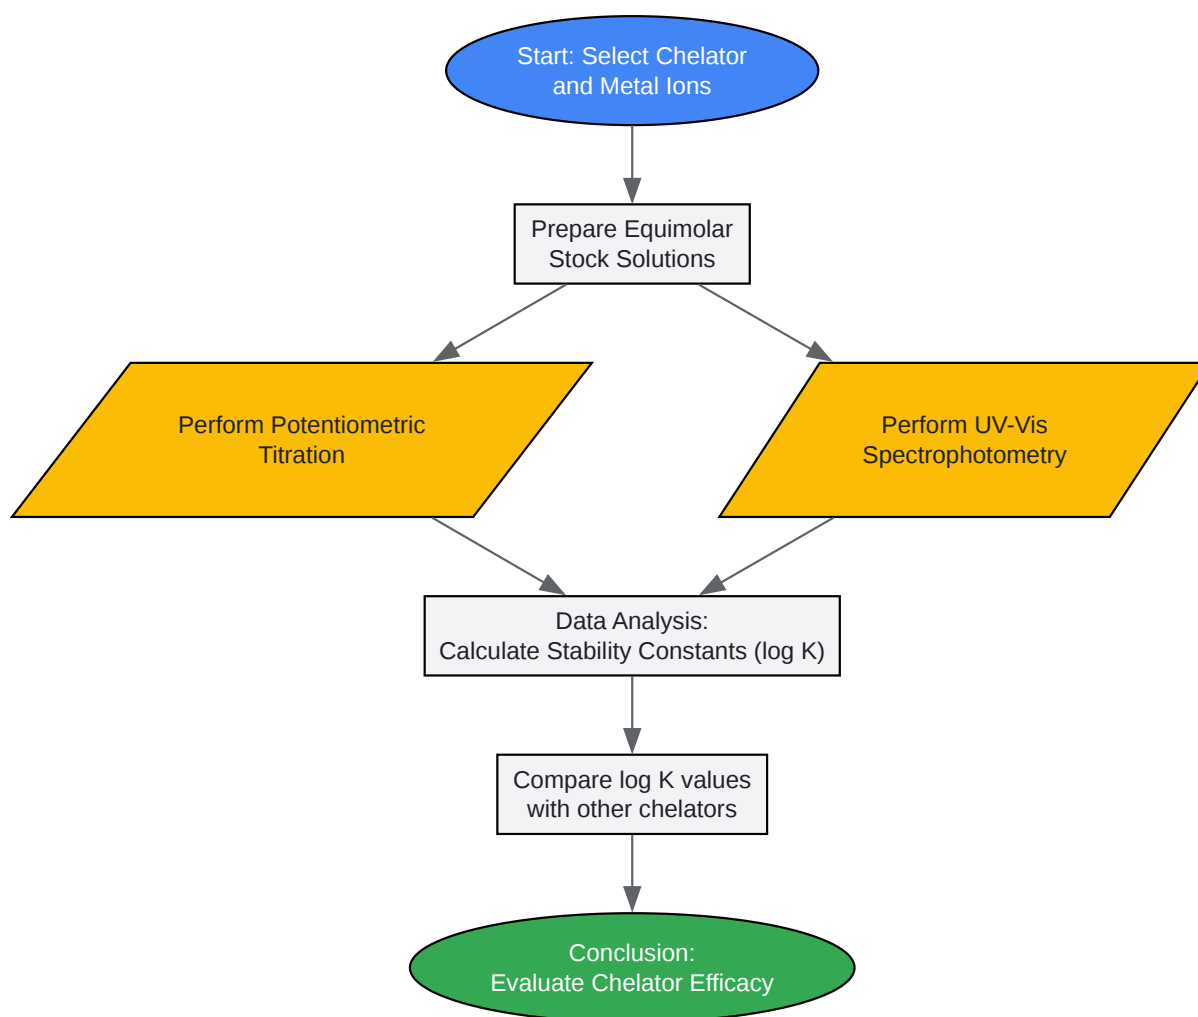 Start: Select Chelator
and Metal Ions
Prepare Equimolar
Stock Solutions
Perform Potentiometric
Titration
Perform UV-Vis
Spectrophotometry
Data Analysis:
Calculate Stability Constants (log K)
Compare log K values
with other chelators
Conclusion:
Evaluate Chelator Efficacy